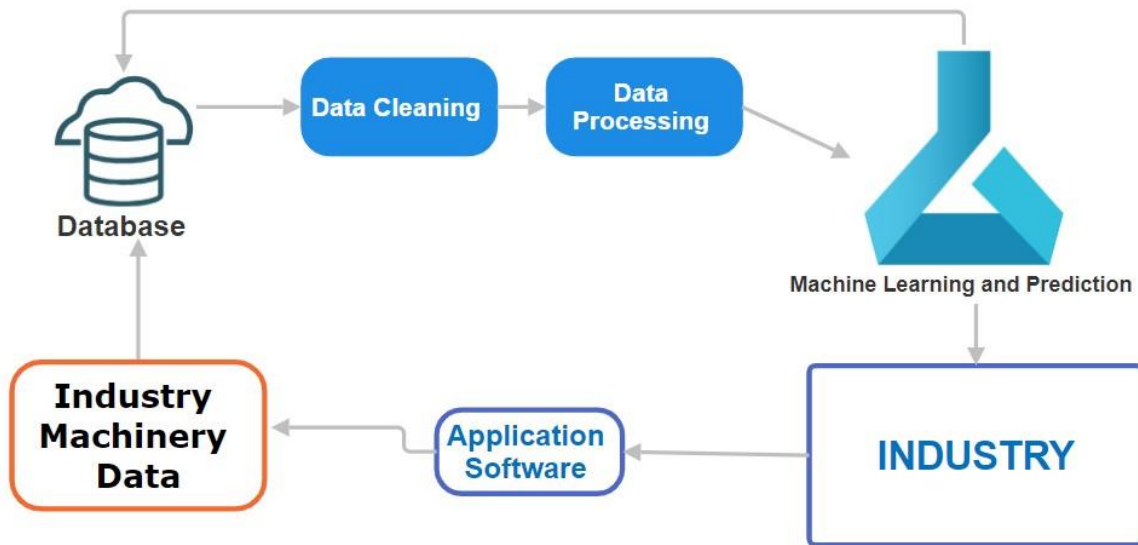 Data Cleaning
Data
Processing
Database
Machine Learning and Prediction
Industry
Machinery
Data
Application
Software
INDUSTRY